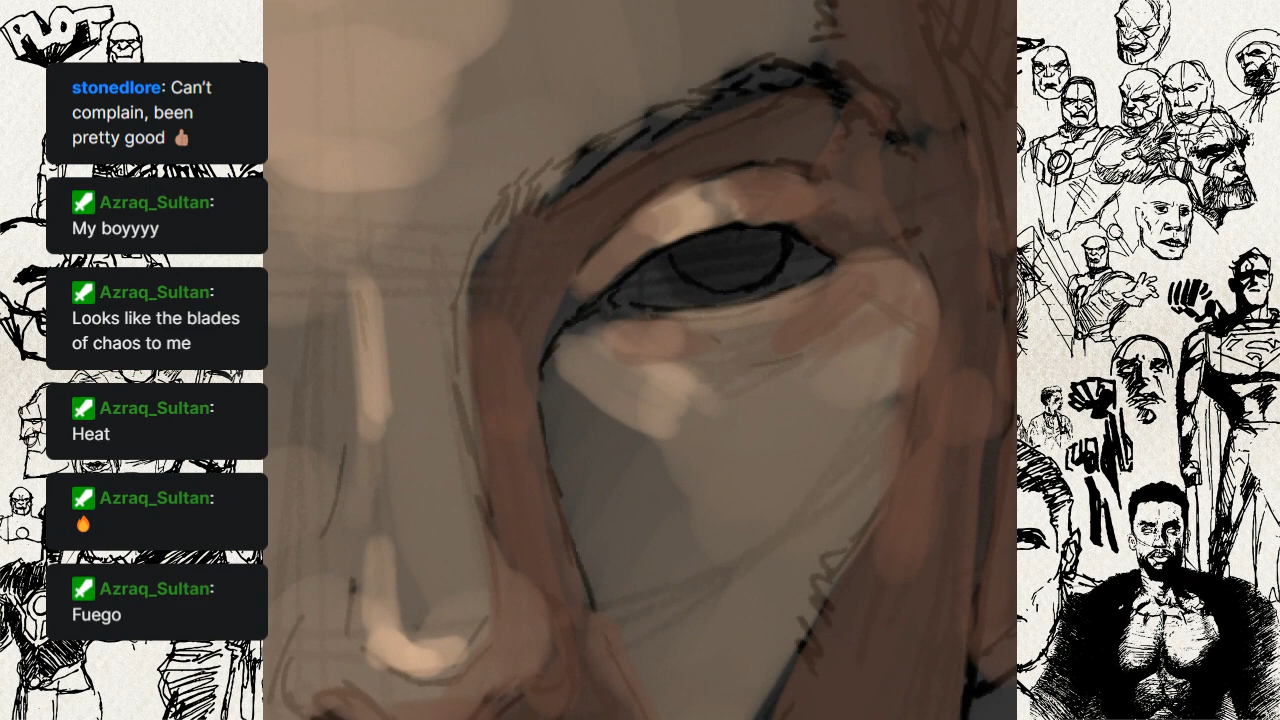 PLOT
stonedlore: Can't
complain, been
pretty good 👍🏽
Azraq_Sultan:
My boyyyy
Azraq_Sultan:
Looks like the blades
of chaos to me
Azraq_Sultan:
Heat
Azraq_Sultan:
🔥
Azraq_Sultan:
Fuego